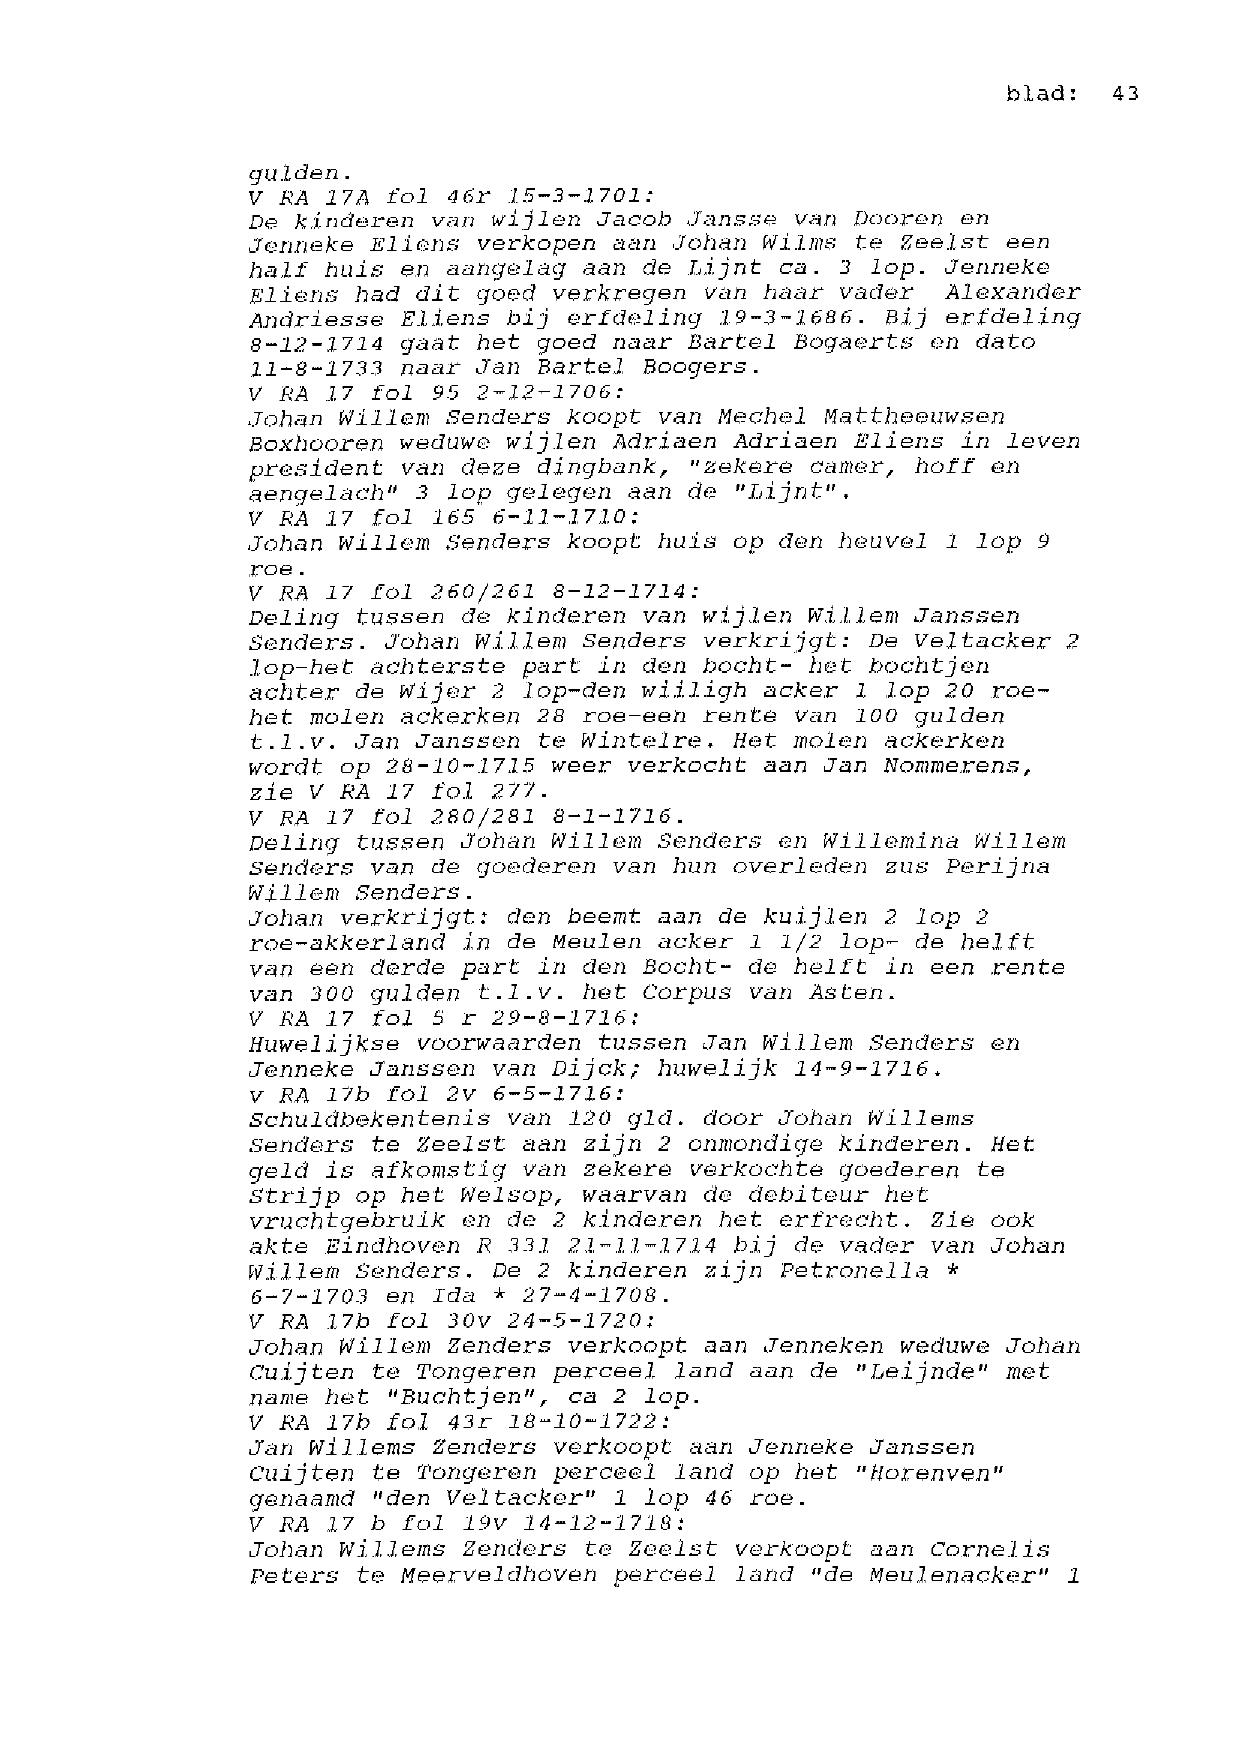 blad: 43
gulden.
V RA 17A fol 46r 15-3-1701:
De kinderen van wijlen Jacob Jansse van Dooren en
Jenneke Eliens verkopen aan Johan Wilms te Zeelst een
half huis en aangelag aan de Lijnt ca. 3 lop. Jenneke
Eliens had dit goed verkregen van haar vader Alexander
Andriesse Eliens bij erfdeling 19-3-1686. Bij erfdeling
8-12-1714 gaat het goed naar Bartel Bogaerts en dato
11-8-1733 naar Jan Bartel Boogers.
V RA 17 fol 95 2-12-1706:
Johan Willem Senders koopt van Mechel Mattheeuwsen
Boxhooren weduwe wijlen Adriaen Adriaen Eliens in leven
president van deze dingbank, "zekere camer, hoff en
aengelach" 3 lop gelegen aan de "Lijnt".
V RA 17 fol 165 6-11-1710:
Johan Willem Senders koopt huis op den heuvel 1 lop 9
roe.
V RA 17 fol 260/261 8-12-1714:
Deling tussen de kinderen van wijlen Willem Janssen
Senders. Johan Willem Senders verkrijgt: De Veltacker 2
lop-het achterste part in den bocht- het bochtjen
achter de Wijer 2 lop-den wiiligh acker 1 lop 20 roe-
het molen ackerken 28 roe-een rente van 100 gulden
t.l.v. Jan Janssen te Wintelre. Het molen ackerken
wordt op 28-10-1715 weer verkocht aan Jan Nommerens,
zie V RA 17 fol 277.
V RA 17 fol 280/281 8-1-1716.
Deling tussen Johan Willem Senders en Willemina Willem
Senders van de goederen van hun overleden zus Perijna
Willem Senders.
Johan verkrijgt: den beemt aan de kuijlen 2 lop 2
roe-akkerland in de Meulen acker 1 1/2 lop- de helft
van een derde part in den Bocht- de helft in een rente
van 300 gulden t.l.v. het Corpus van Asten.
V RA 17 fol 5 r 29-8-1716:
Huwelijkse voorwaarden tussen Jan Willem Senders en
Jenneke Janssen van Dijck; huwelijk 14-9-1716.
v RA 17b fol 2v 6-5-1716:
Schuldbekentenis van 120 gld. door Johan Willems
Senders te Zeelst aan zijn 2 onmondige kinderen. Het
geld is afkomstig van zekere verkochte goederen te
Strijp op het Welsop, waarvan de debiteur het
vruchtgebruik en de 2 kinderen het erfrecht. Zie ook
akte Eindhoven R 331 21-11-1714 bij de vader van Johan
Willem Senders. De 2 kinderen zijn Petronella *
6-7-1703 en Ida * 27-4-1708.
V RA 17b fol 30v 24-5-1720:
Johan Willem Zenders verkoopt aan Jenneken weduwe Johan
Cuijten te Tongeren perceel land aan de "Leijnde" met
name het "Buchtjen", ca 2 lop.
V RA 17b fol 43r 18-10-1722:
Jan Willems Zenders verkoopt aan Jenneke Janssen
Cuijten te Tongeren perceel land op het "Horenven"
genaamd "den Veltacker" 1 lop 46 roe.
V RA 17 b fol 19v 14-12-1718:
Johan Willems Zenders te Zeelst verkoopt aan Cornelis
Peters te Meerveldhoven perceel land "de Meulenacker" 1